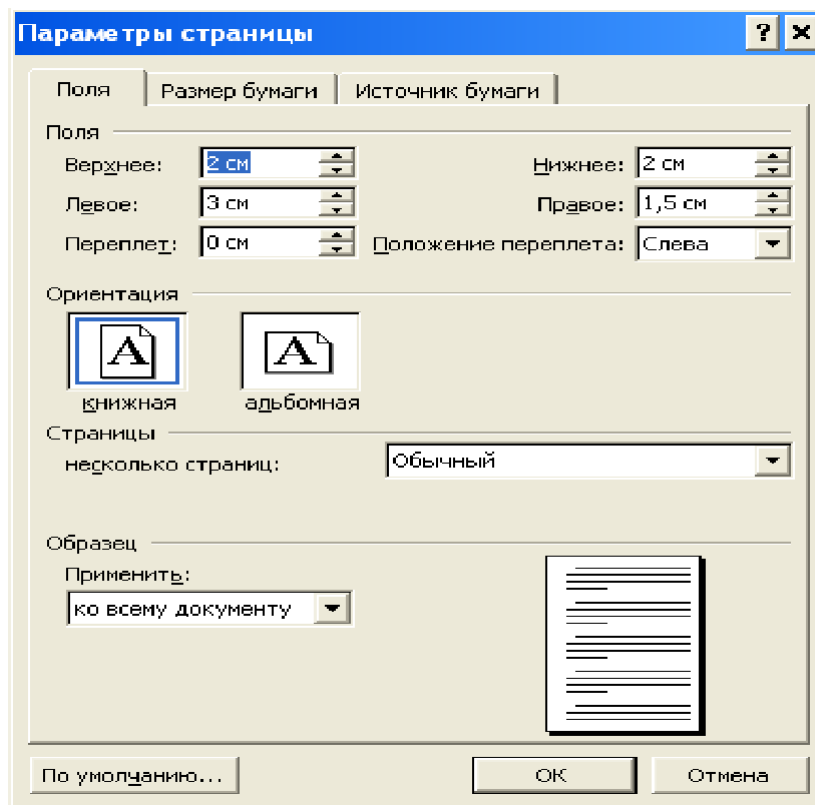 Параметры страницы
Поля Размер бумаги Источник бумаги
Поля
Верхнее: 2 см Нижнее: 2 см
Левое: 3 см Правое: 1,5 см
Переплет: 0 см Положение переплета: Слева
Ориентация
A A
книжная альбомная
Страницы
несколько страниц: Обычный
Образец
Применить:
ко всему документу
По умолчанию... ОК Отмена